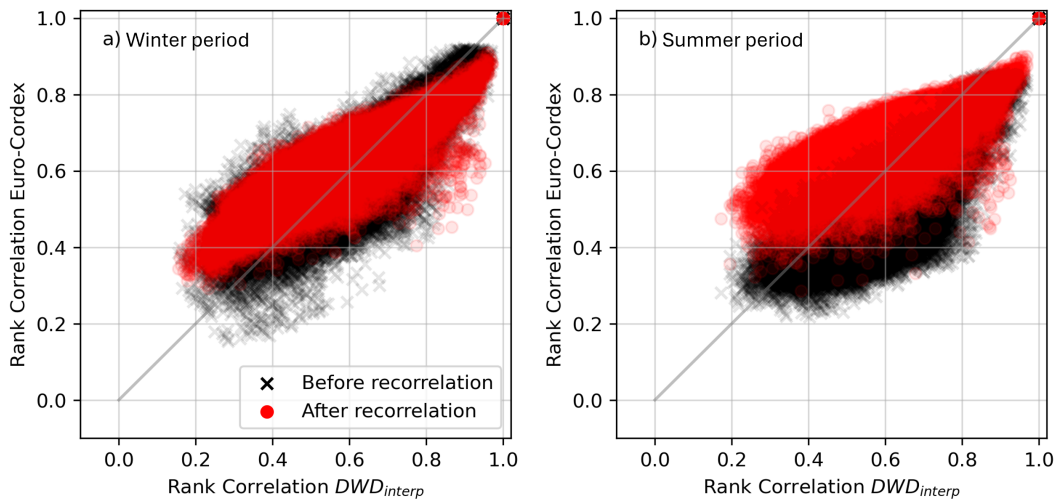 a) Winter period
Rank Correlation Euro-Cordex
1.0
0.8
0.6
0.4
0.2
0.0
0.0 0.2 0.4 0.6 0.8 1.0
Rank Correlation DWD_interp
Before recorrelation
After recorrelation
b) Summer period
Rank Correlation Euro-Cordex
1.0
0.8
0.6
0.4
0.2
0.0
0.0 0.2 0.4 0.6 0.8 1.0
Rank Correlation DWD_interp